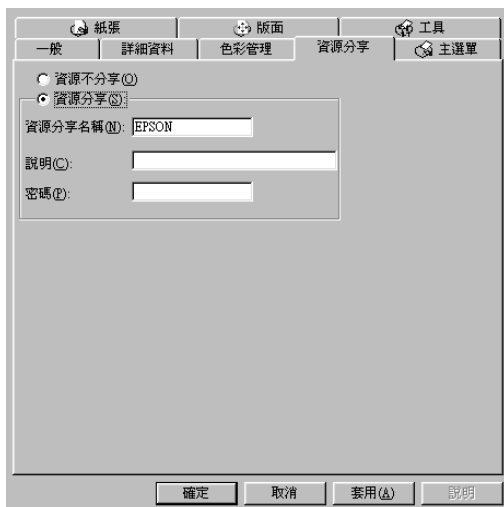 紙張 版面 工具
一般 詳細資料 色彩管理 資源分享 主選單
資源不分享(O)
資源分享(S):
資源分享名稱(N): EPSON
說明(C):
密碼(P):
確定 取消 套用(A) 說明